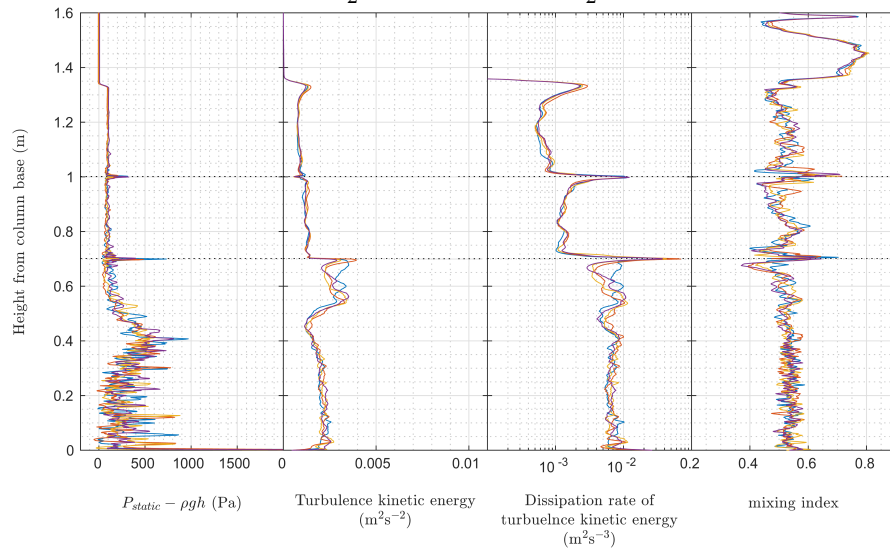 2 2
1.6
1.4
1.2
1
0.8
0.6
0.4
0.2
0
Height from column base (m)
0 500 1000 1500
0 0.005 0.01
10⁻³ 10⁻² 0.2
0.4 0.6 0.8
P_static − ρgh (Pa)
Turbulence kinetic energy
(m²s⁻²)
Dissipation rate of
turbuelnce kinetic energy
(m²s⁻³)
mixing index